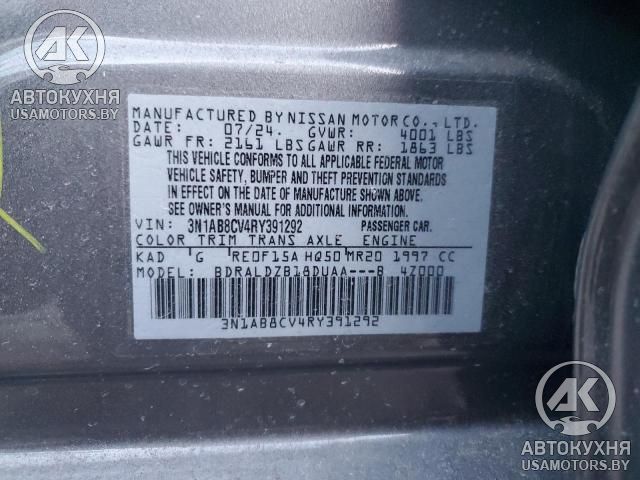 AK
АВТОКУХНЯ
USAMOTORS.BY
MANUFACTURED BY NISSAN MOTOR CO., LTD.
DATE: 07/24. GVWR: 4001 LBS
GAWR FR: 2161 LBS GAWR RR: 1863 LBS
THIS VEHICLE CONFORMS TO ALL APPLICABLE FEDERAL MOTOR
VEHICLE SAFETY, BUMPER AND THEFT PREVENTION STANDARDS
IN EFFECT ON THE DATE OF MANUFACTURE SHOWN ABOVE.
SEE OWNER'S MANUAL FOR ADDITIONAL INFORMATION.
VIN: 3N1AB8CV4RY391292 PASSENGER CAR.
COLOR TRIM TRANS AXLE ENGINE
KAD G RE0F15A HQ50 MR20 1997 CC
BDRALDZB18DUAA---B 4Z000
3N1AB8CV4RY391292
AK
АВТОКУХНЯ
USAMOTORS.BY